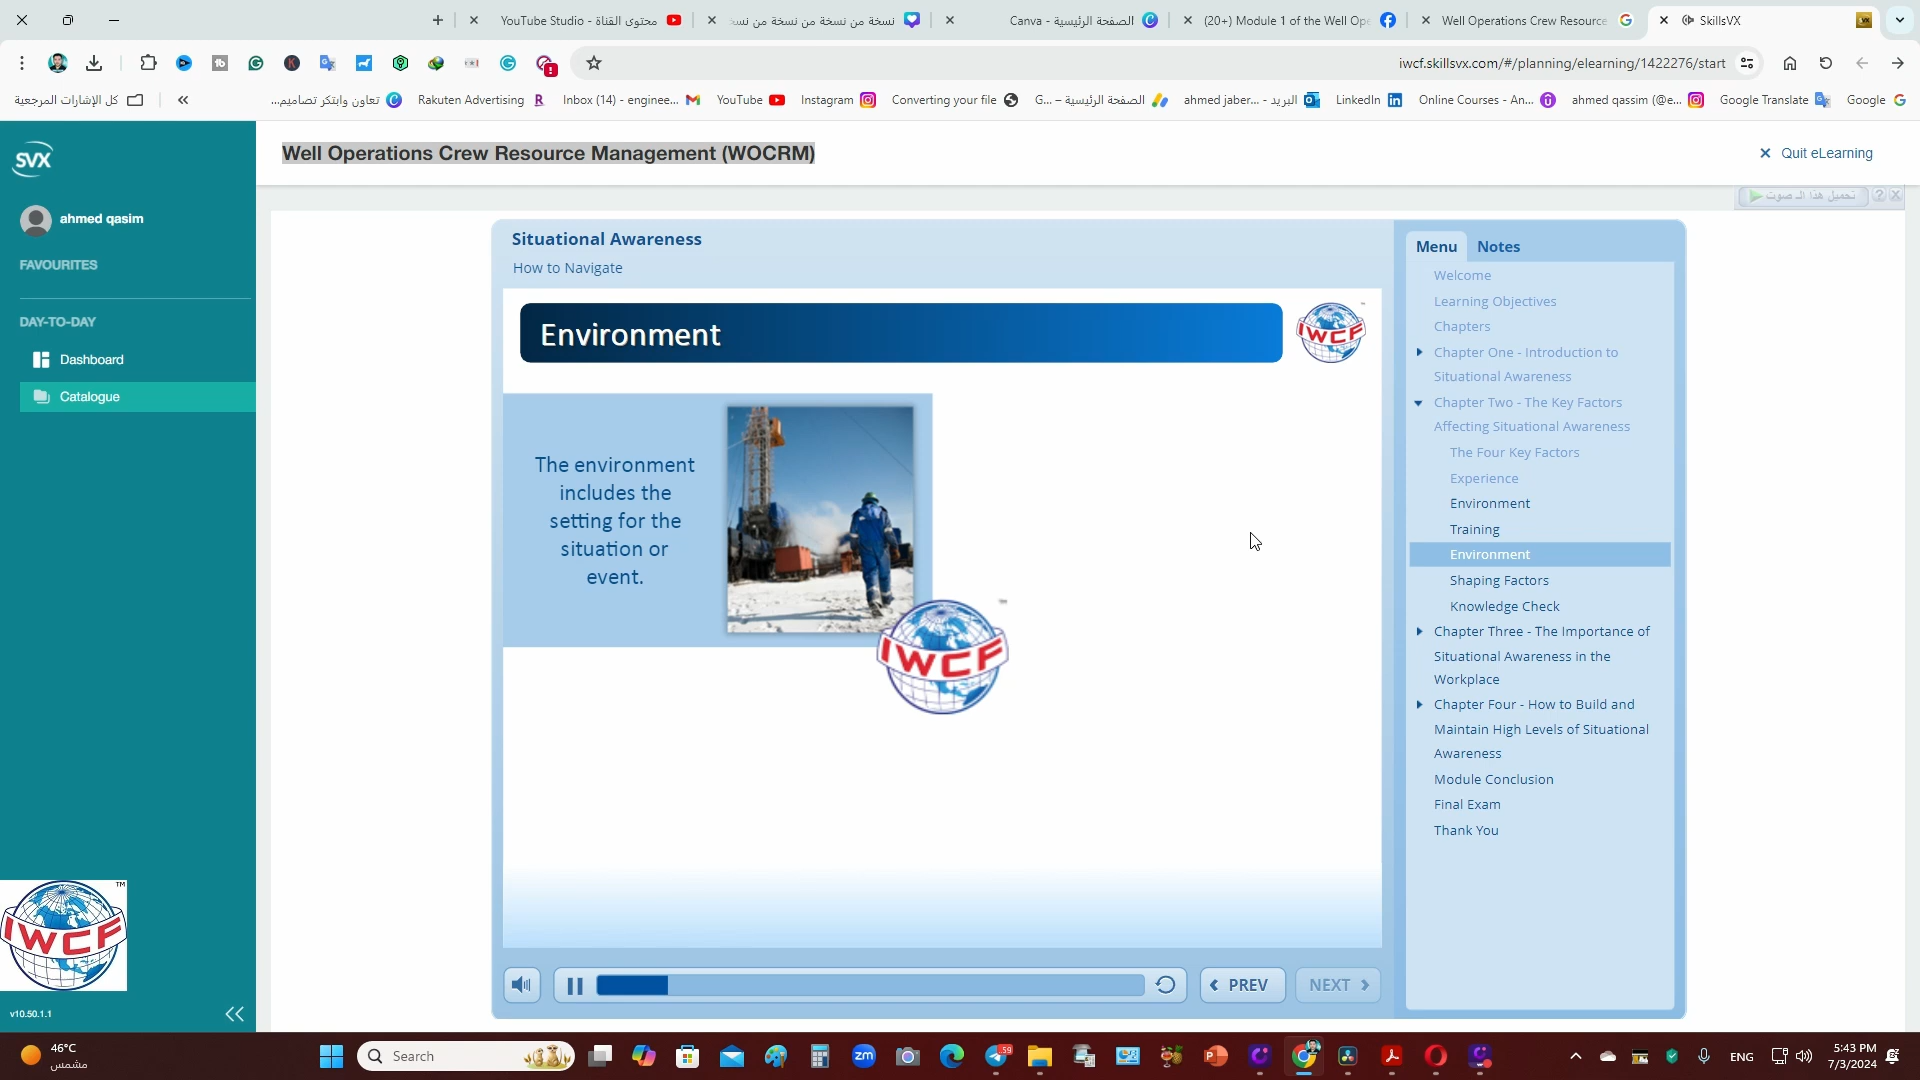 YouTube Studio - محتوى القناة
نسخة من نسخة من نسخة من نسخ
Canva - الصفحة الرئيسية
(20+) Module 1 of the Well Ope
Well Operations Crew Resource
SkillsVX
iwcf.skillsvx.com/#/planning/elearning/1422276/start
كل الإشارات المرجعية
تعاون وابتكر تصاميم...
Rakuten Advertising
Inbox (14) - enginee...
YouTube
Instagram
Converting your file
الصفحة الرئيسية – G...
البريد - ahmed jaber...
LinkedIn
Online Courses - An...
ahmed qassim (@e...
Google Translate
Google
SVX
Well Operations Crew Resource Management (WOCRM)
Quit eLearning
تحميل هذا الـ صوت
ahmed qasim
FAVOURITES
DAY-TO-DAY
Dashboard
Catalogue
Situational Awareness
How to Navigate
Environment
IWCF
The environment
includes the
setting for the
situation or
event.
IWCF
Menu
Notes
Welcome
Learning Objectives
Chapters
Chapter One - Introduction to
Situational Awareness
Chapter Two - The Key Factors
Affecting Situational Awareness
The Four Key Factors
Experience
Environment
Training
Environment
Shaping Factors
Knowledge Check
Chapter Three - The Importance of
Situational Awareness in the
Workplace
Chapter Four - How to Build and
Maintain High Levels of Situational
Awareness
Module Conclusion
Final Exam
Thank You
PREV
NEXT
IWCF
TM
v10.50.1.1
46°C
مشمس
Search
zm
59
ENG
5:43 PM
7/3/2024